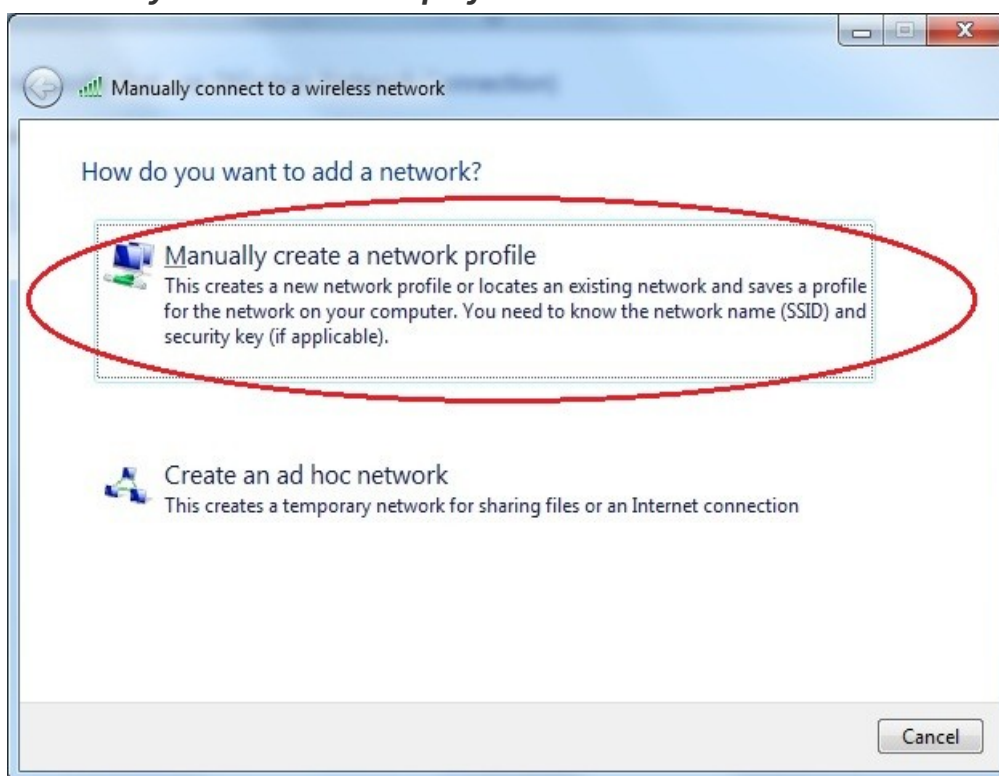 Manually connect to a wireless network
How do you want to add a network?
Manually create a network profile
This creates a new network profile or locates an existing network and saves a profile
for the network on your computer. You need to know the network name (SSID) and
security key (if applicable).
Create an ad hoc network
This creates a temporary network for sharing files or an Internet connection
Cancel